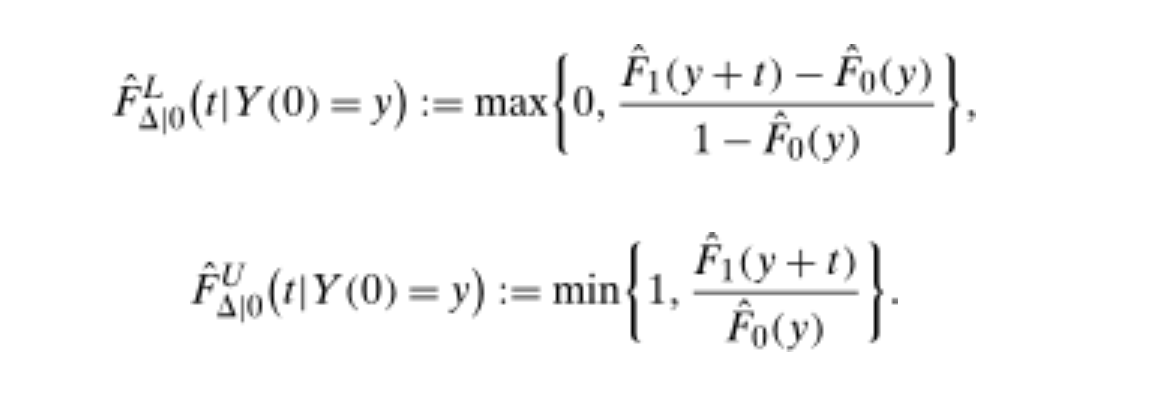 \hat{F}^{L}_{\Delta|0}(t|Y(0) = y) := \max\left\{0, \frac{\hat{F}_1(y + t) - \hat{F}_0(y)}{1 - \hat{F}_0(y)}\right\},
\hat{F}^{U}_{\Delta|0}(t|Y(0) = y) := \min\left\{1, \frac{\hat{F}_1(y + t)}{\hat{F}_0(y)}\right\}.